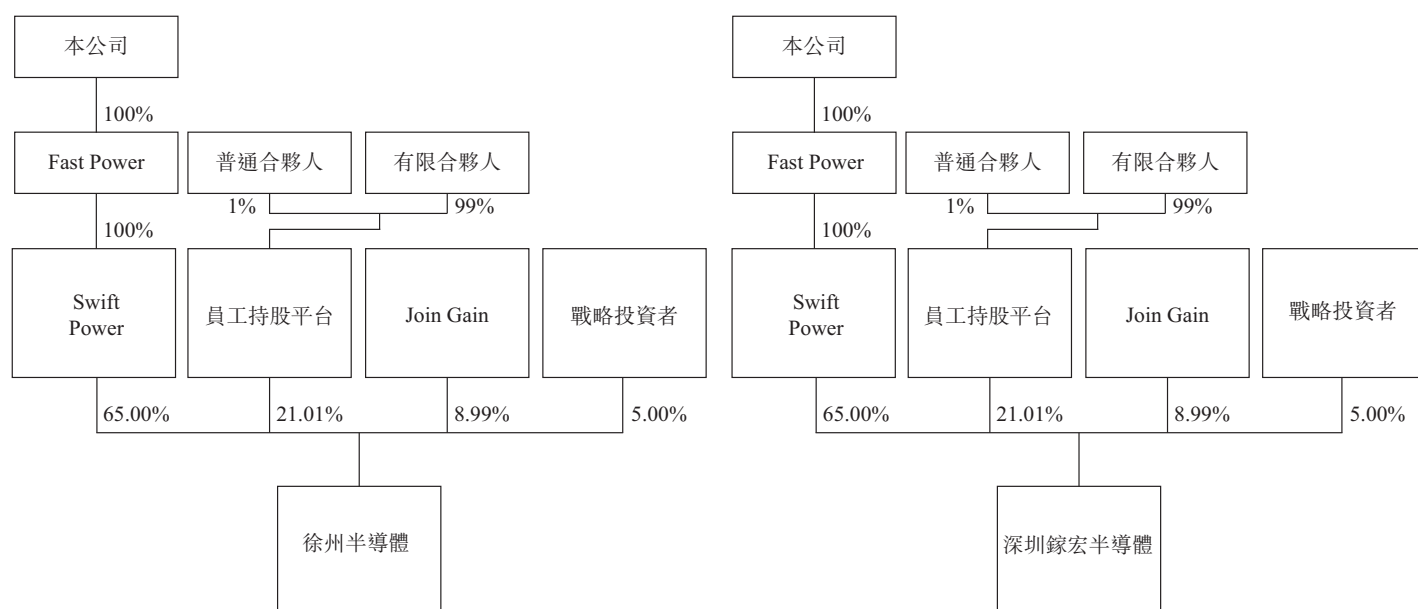 本公司
100%
Fast Power
普通合夥人
有限合夥人
1%
99%
100%
Swift
Power
員工持股平台
Join Gain
戰略投資者
65.00%
21.01%
8.99%
5.00%
徐州半導體
本公司
100%
Fast Power
普通合夥人
有限合夥人
1%
99%
100%
Swift
Power
員工持股平台
Join Gain
戰略投資者
65.00%
21.01%
8.99%
5.00%
深圳鎵宏半導體